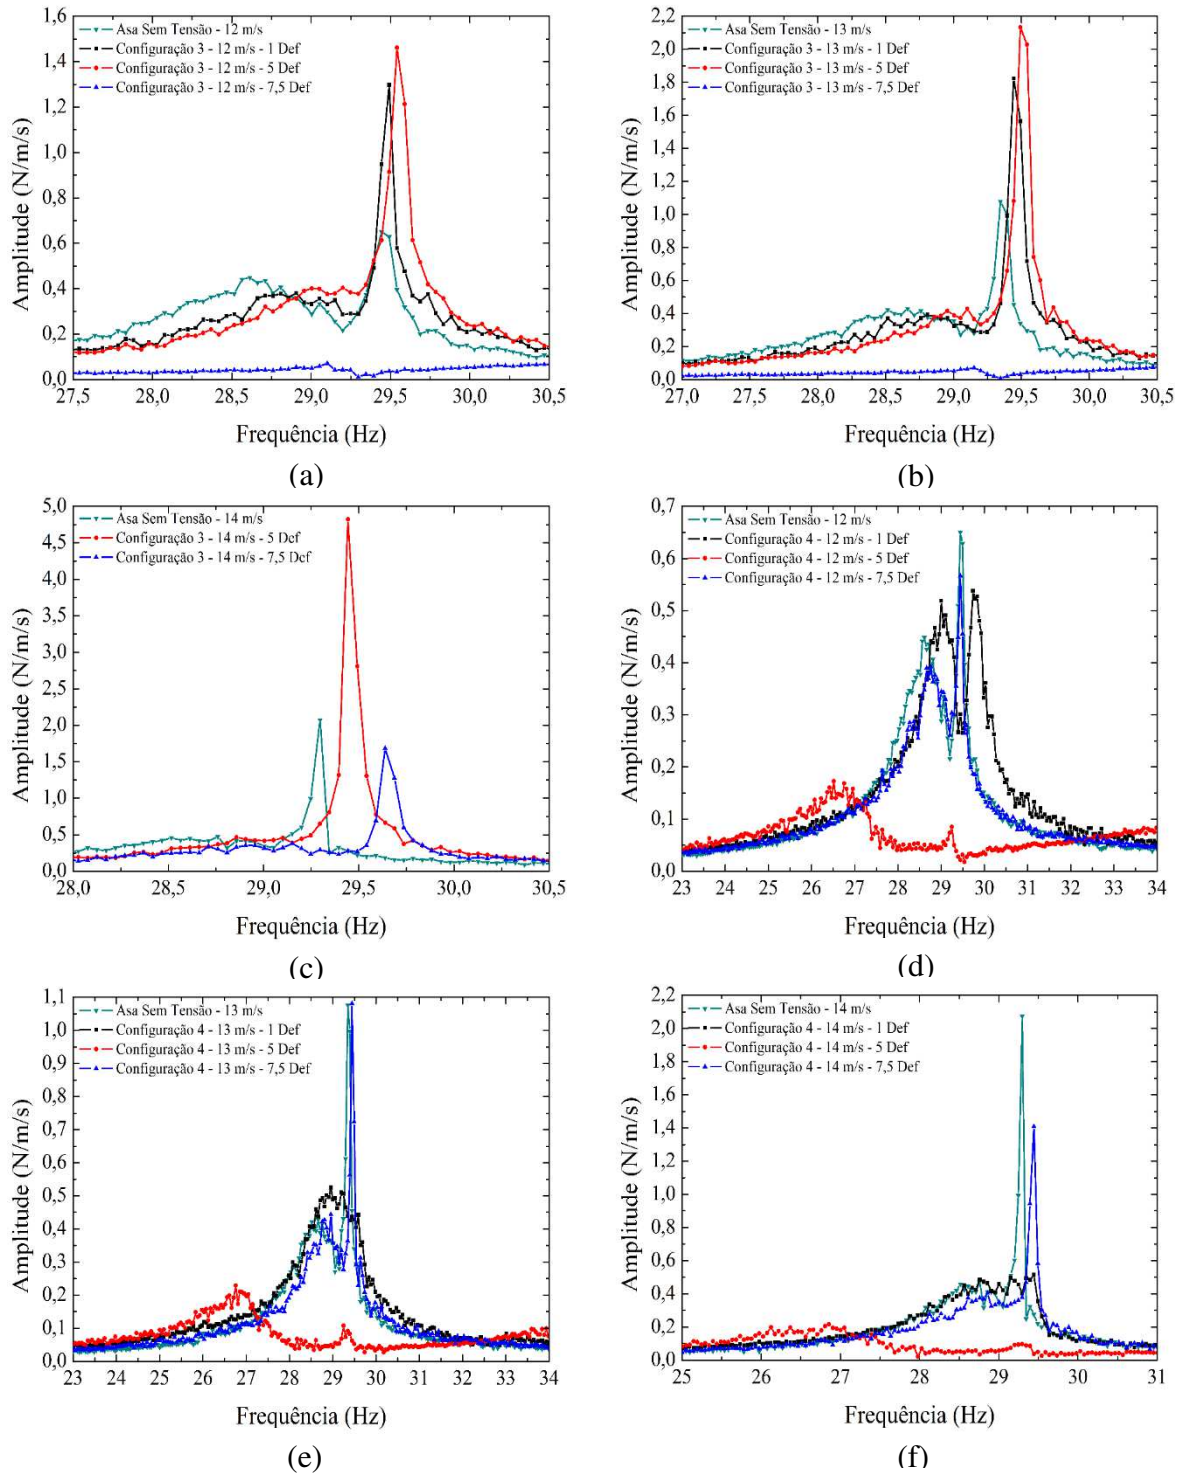 1,6
1,4
1,2
1,0
0,8
0,6
0,4
0,2
0,0
Amplitude (N/m/s)
Asa Sem Tensão - 12 m/s
Configuração 3 - 12 m/s - 1 Def
Configuração 3 - 12 m/s - 5 Def
Configuração 3 - 12 m/s - 7,5 Def
27,5 28,0 28,5 29,0 29,5 30,0 30,5
Frequência (Hz)
(a)
2,2
2,0
1,8
1,6
1,4
1,2
1,0
0,8
0,6
0,4
0,2
0,0
Amplitude (N/m/s)
Asa Sem Tensão - 13 m/s
Configuração 3 - 13 m/s - 1 Def
Configuração 3 - 13 m/s - 5 Def
Configuração 3 - 13 m/s - 7,5 Def
27,0 27,5 28,0 28,5 29,0 29,5 30,0 30,5
Frequência (Hz)
(b)
5,0
4,5
4,0
3,5
3,0
2,5
2,0
1,5
1,0
0,5
0,0
Amplitude (N/m/s)
Asa Sem Tensão - 14 m/s
Configuração 3 - 14 m/s - 5 Def
Configuração 3 - 14 m/s - 7,5 Def
28,0 28,5 29,0 29,5 30,0 30,5
Frequência (Hz)
(c)
0,7
0,6
0,5
0,4
0,3
0,2
0,1
0,0
Amplitude (N/m/s)
Asa Sem Tensão - 12 m/s
Configuração 4 - 12 m/s - 1 Def
Configuração 4 - 12 m/s - 5 Def
Configuração 4 - 12 m/s - 7,5 Def
23 24 25 26 27 28 29 30 31 32 33 34
Frequência (Hz)
(d)
1,1
1,0
0,9
0,8
0,7
0,6
0,5
0,4
0,3
0,2
0,1
0,0
Amplitude (N/m/s)
Asa Sem Tensão - 13 m/s
Configuração 4 - 13 m/s - 1 Def
Configuração 4 - 13 m/s - 5 Def
Configuração 4 - 13 m/s - 7,5 Def
23 24 25 26 27 28 29 30 31 32 33 34
Frequência (Hz)
(e)
2,2
2,0
1,8
1,6
1,4
1,2
1,0
0,8
0,6
0,4
0,2
0,0
Amplitude (N/m/s)
Asa Sem Tensão - 14 m/s
Configuração 4 - 14 m/s - 1 Def
Configuração 4 - 14 m/s - 5 Def
Configuração 4 - 14 m/s - 7,5 Def
25 26 27 28 29 30 31
Frequência (Hz)
(f)